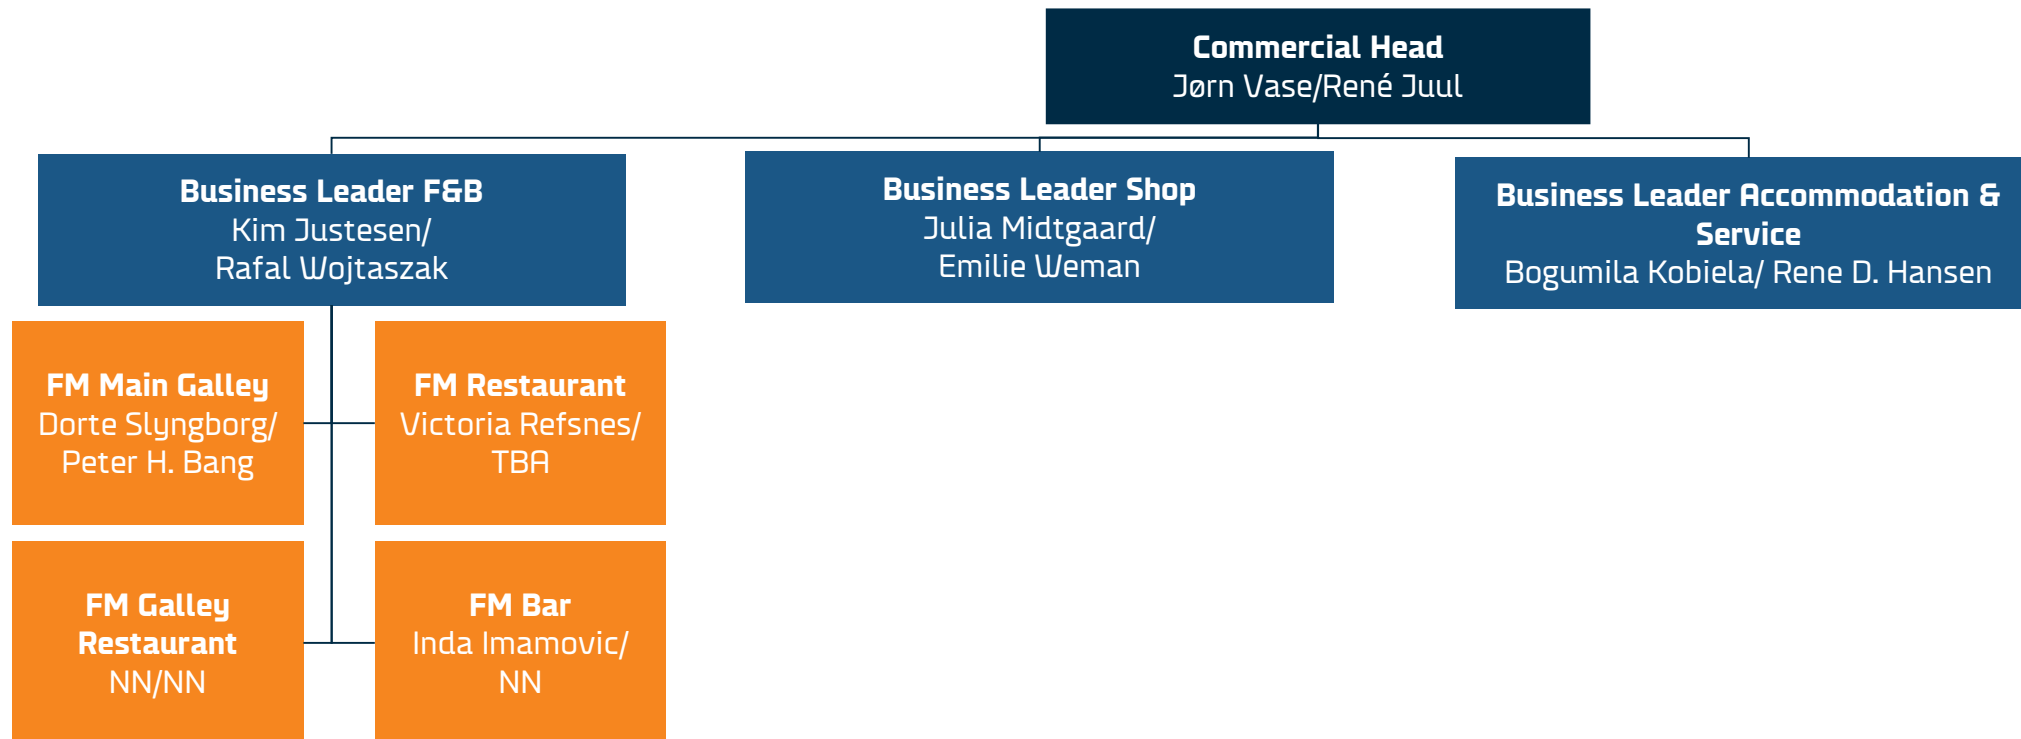 Commercial Head
Jørn Vase/René Juul
Business Leader F&B
Kim Justesen/
Rafal Wojtaszak
Business Leader Shop
Julia Midtgaard/
Emilie Weman
Business Leader Accommodation &
Service
Bogumila Kobiela/ Rene D. Hansen
FM Main Galley
Dorte Slyngborg/
Peter H. Bang
FM Restaurant
Victoria Refsnes/
TBA
FM Galley
Restaurant
NN/NN
FM Bar
Inda Imamovic/
NN